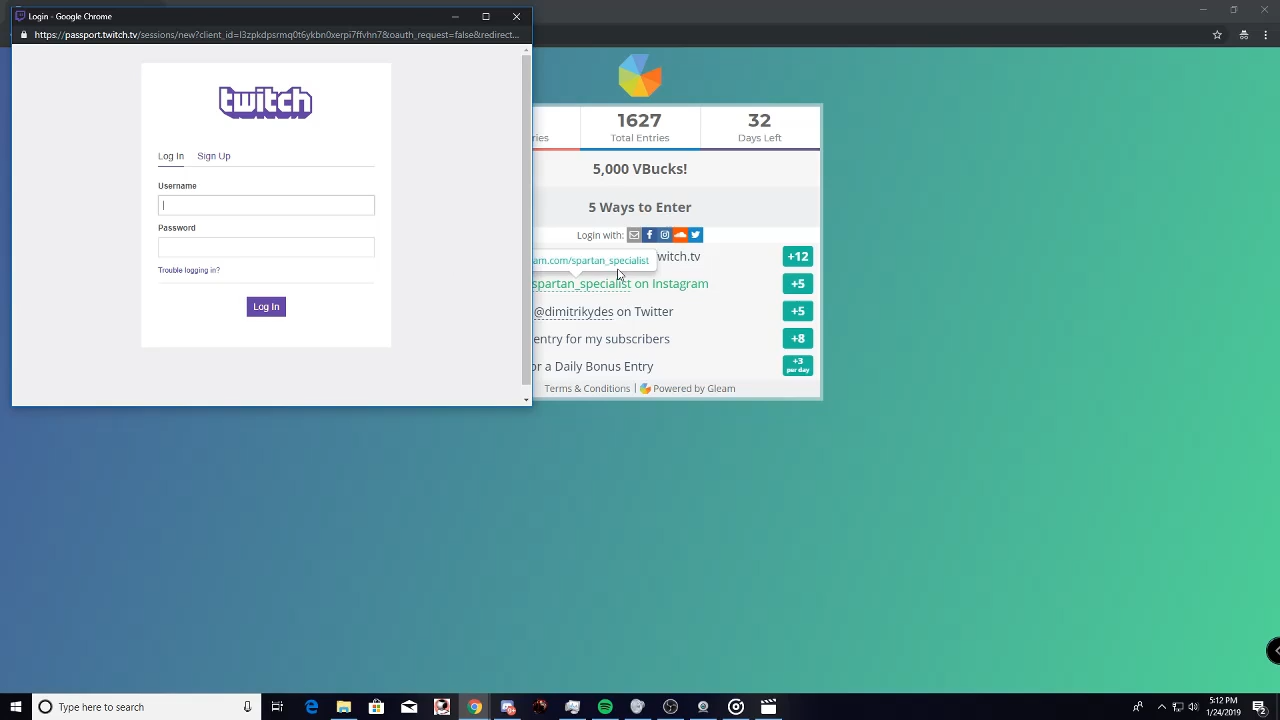 Login - Google Chrome
https://passport.twitch.tv/sessions/new?client_id=l3zpkdpsrmq0t6ykbn0xerpi7ffvhn7&oauth_request=false&redirect...
twitch
Log In Sign Up
Username
Password
Trouble logging in?
Log In
ries
1627
Total Entries
32
Days Left
5,000 VBucks!
5 Ways to Enter
Login with:
witch.tv +12
am.com/spartan_specialist
spartan_specialist on Instagram +5
@dimitrikydes on Twitter +5
entry for my subscribers +8
or a Daily Bonus Entry +3 per day
Terms & Conditions | Powered by Gleam
Type here to search
5:12 PM
1/24/2019
2